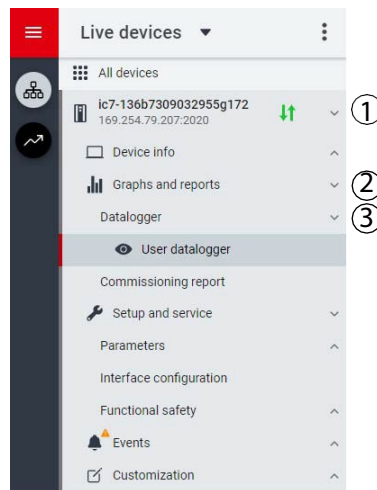 Live devices
All devices
ic7-136b7309032955g172
169.254.79.207:2020
1
Device info
Graphs and reports
2
Datalogger
3
User datalogger
Commissioning report
Setup and service
Parameters
Interface configuration
Functional safety
Events
Customization